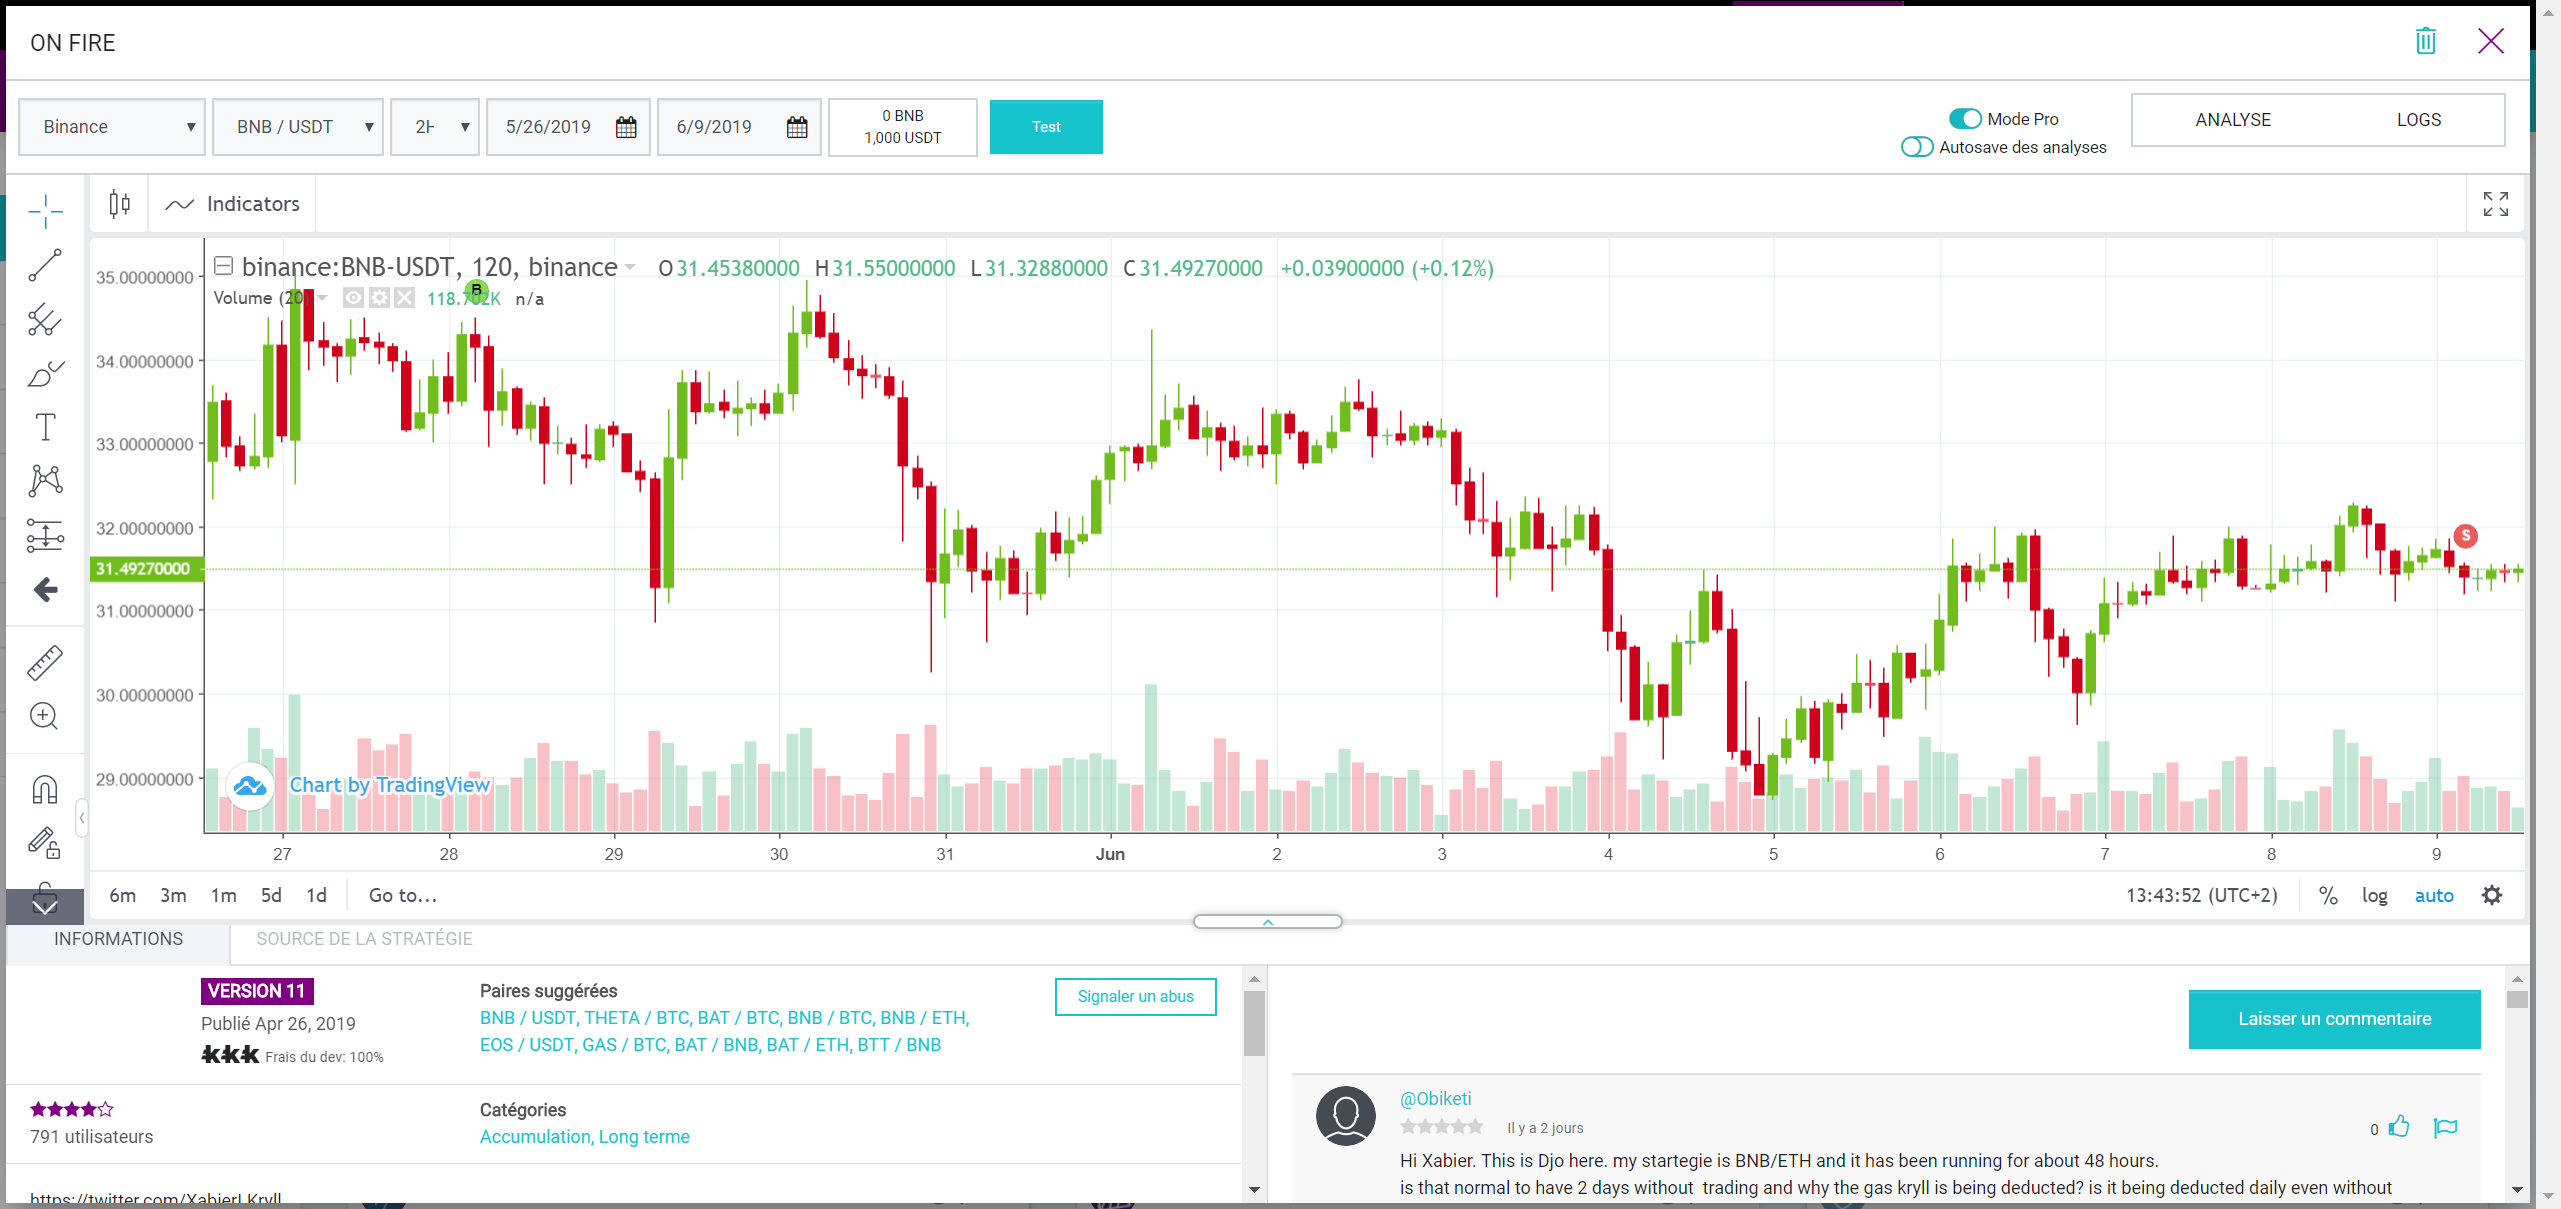 ON FIRE
Binance
BNB / USDT
2H
5/26/2019
6/9/2019
0 BNB
1,000 USDT
Test
Mode Pro
Autosave des analyses
ANALYSE
LOGS
Indicators
binance:BNB-USDT, 120, binance
O31.45380000 H31.55000000 L31.32880000 C31.49270000 +0.03900000 (+0.12%)
Volume (20) 118.702K n/a
B
S
35.00000000
34.00000000
33.00000000
32.00000000
31.49270000
31.00000000
30.00000000
29.00000000
Chart by TradingView
27 28 29 30 31 Jun 2 3 4 5 6 7 8 9
6m 3m 1m 5d 1d Go to...
13:43:52 (UTC+2) % log auto
INFORMATIONS
SOURCE DE LA STRATÉGIE
VERSION 11
Publié Apr 26, 2019
Frais du dev: 100%
Paires suggérées
BNB / USDT, THETA / BTC, BAT / BTC, BNB / BTC, BNB / ETH,
EOS / USDT, GAS / BTC, BAT / BNB, BAT / ETH, BTT / BNB
Signaler un abus
791 utilisateurs
Catégories
Accumulation, Long terme
https://twitter.com/XabierLKryll
Laisser un commentaire
@Obiketi
Il y a 2 jours
0
Hi Xabier. This is Djo here. my startegie is BNB/ETH and it has been running for about 48 hours.
is that normal to have 2 days without trading and why the gas kryll is being deducted? is it being deducted daily even without